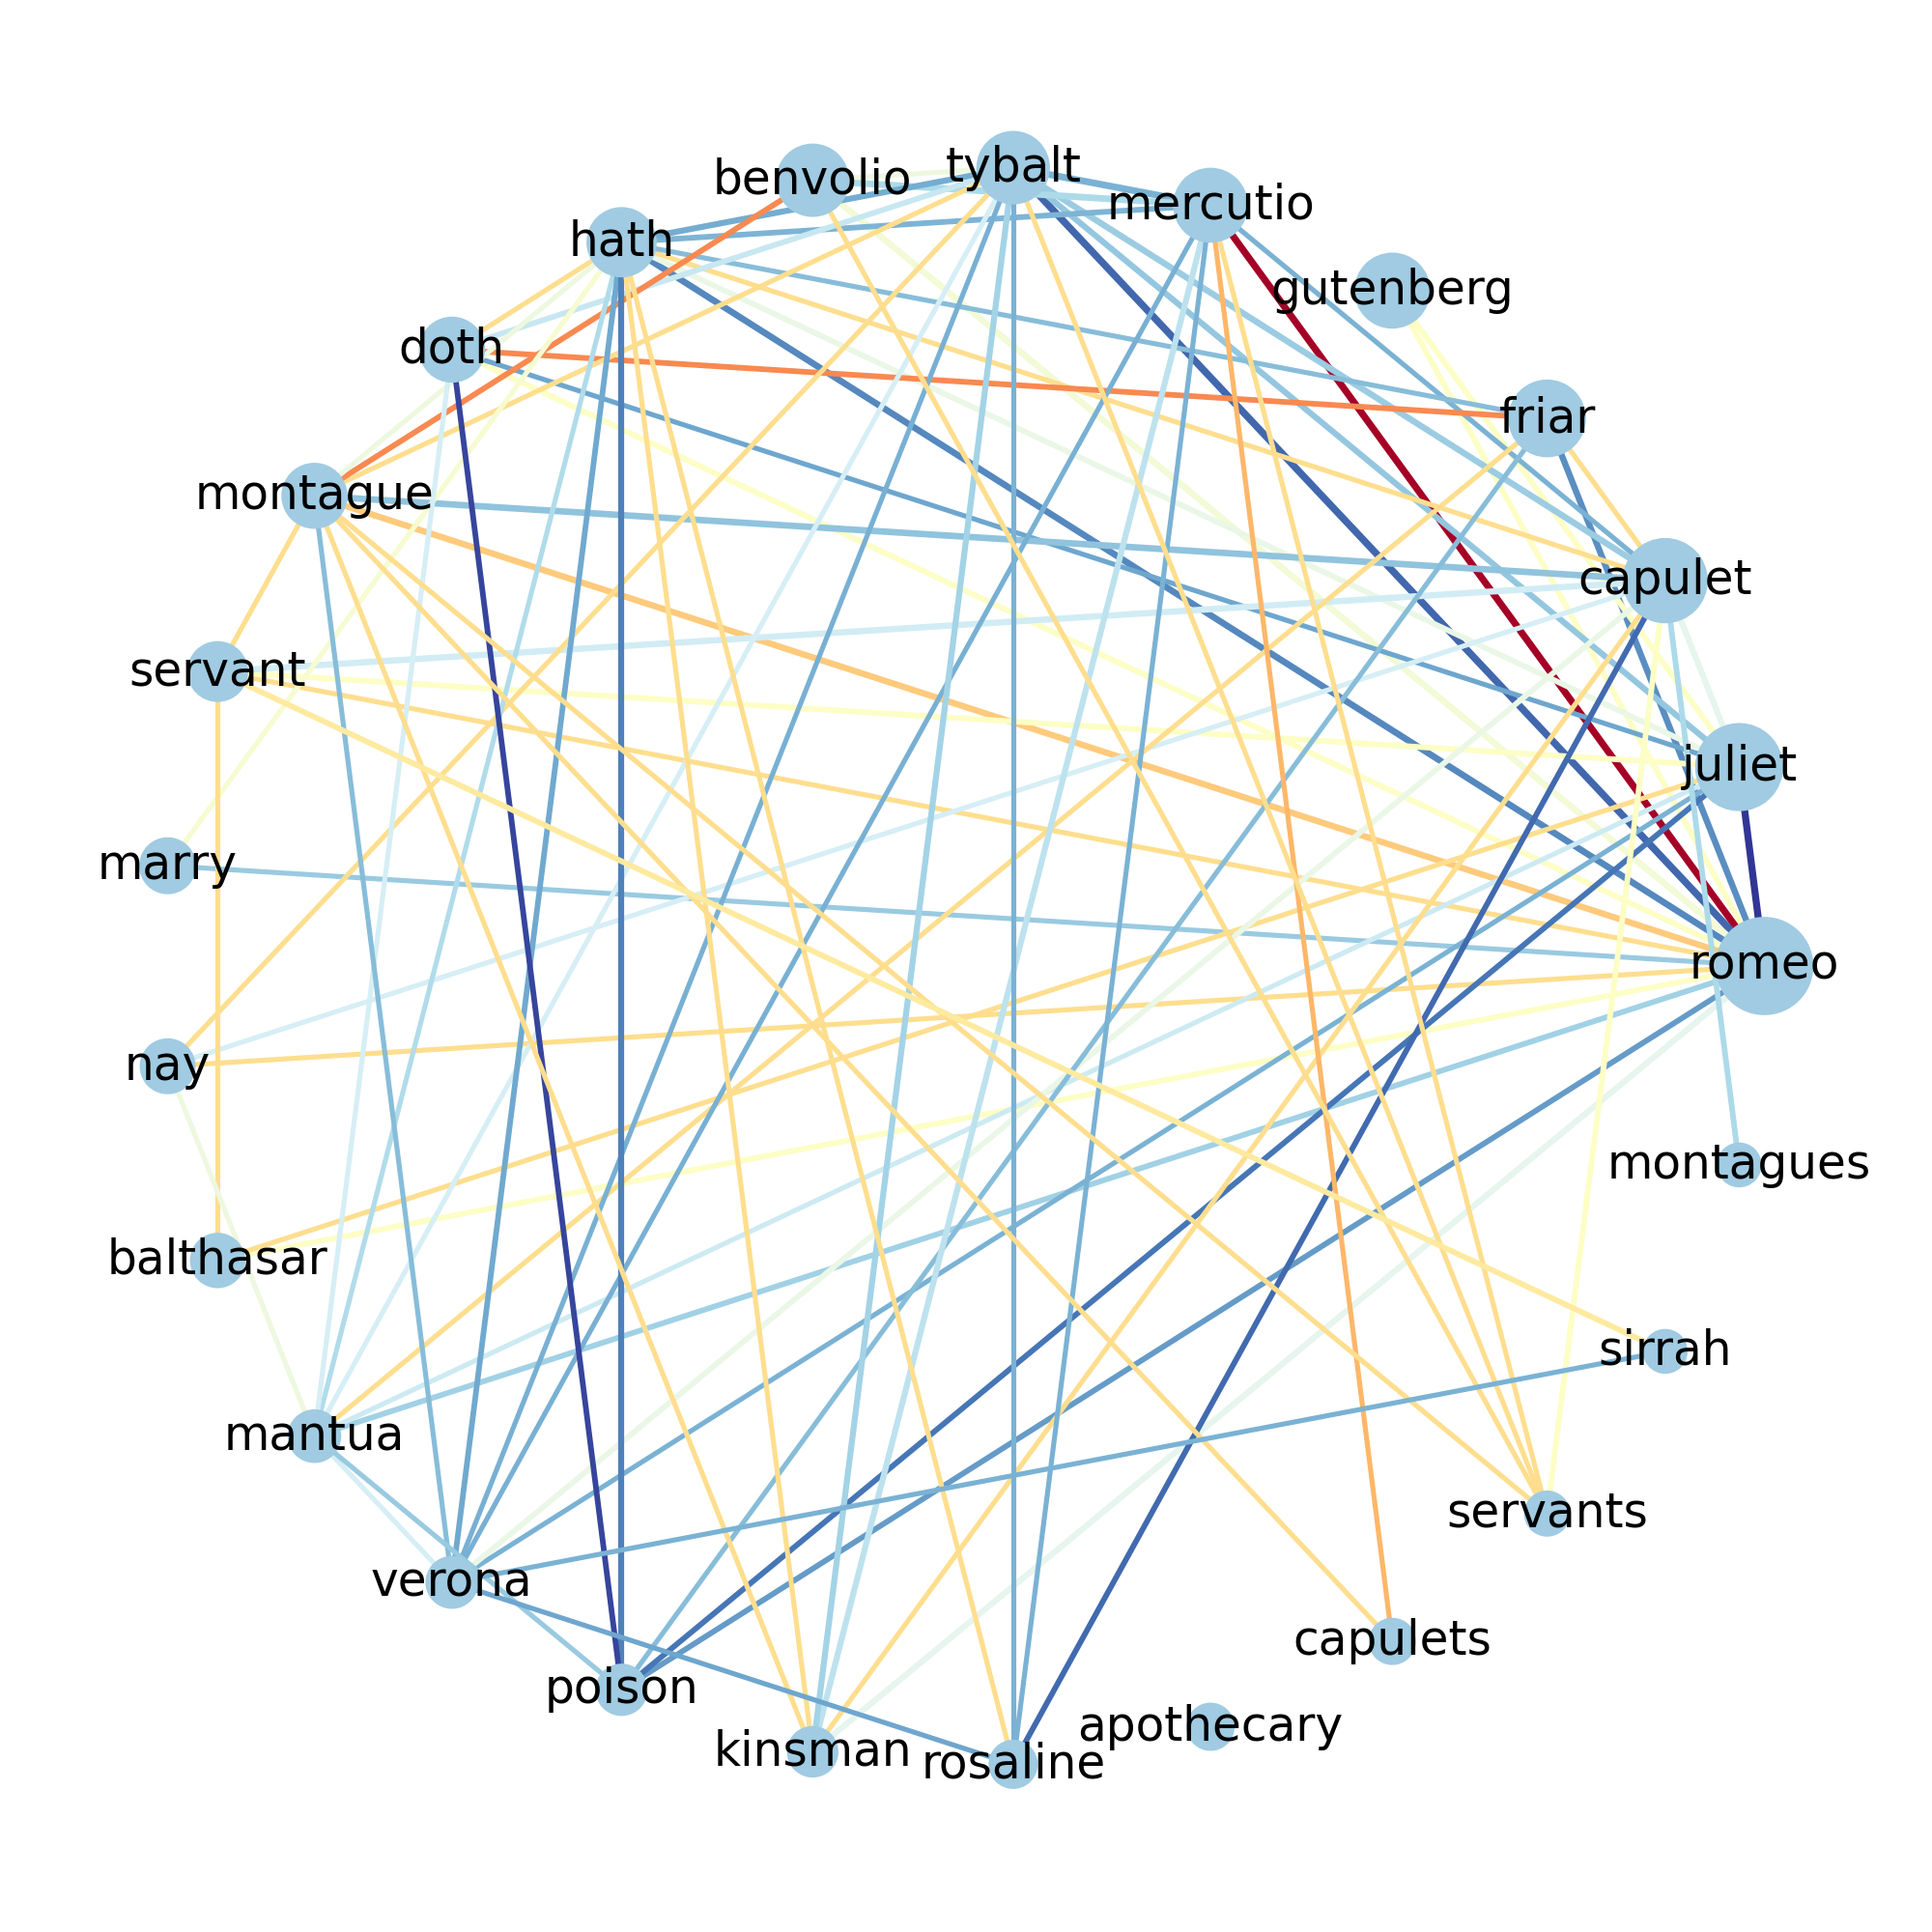 tybalt
benvolio
mercutio
hath
gutenberg
doth
friar
montague
capulet
servant
juliet
marry
romeo
nay
montagues
balthasar
sirrah
mantua
servants
verona
capulets
poison
apothecary
kinsman
rosaline